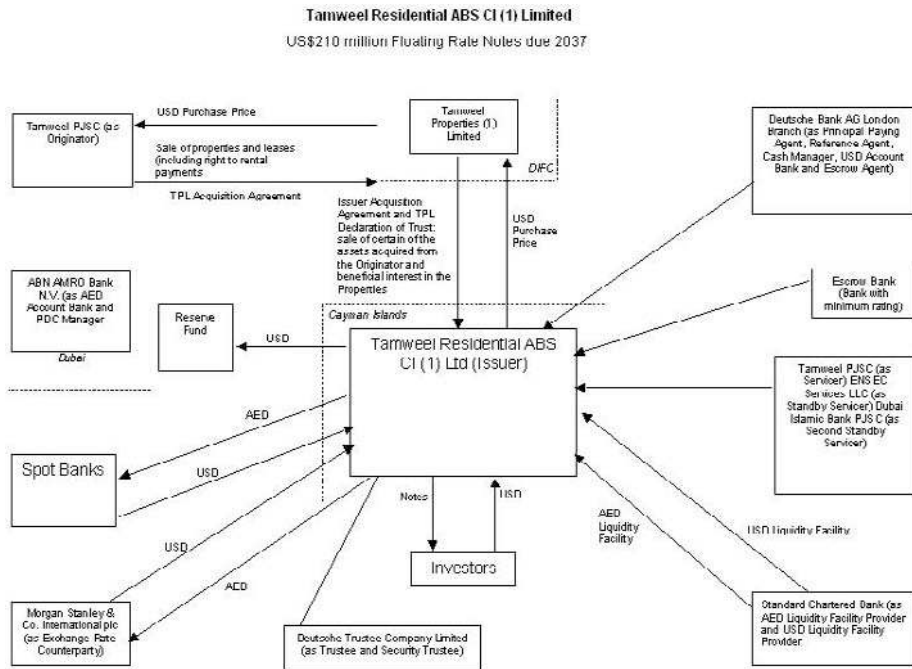 Tamweel Residential ABS CI (1) Limited
US$210 million Floating Rate Notes due 2037
Tamweel PJSC (as
Originator)
USD Purchase Price
Sale of properties and leases
(including right to rental
payments
TPL Acquisition Agreement
Tamweel
Properties (1)
Limited
DIFC
Deutsche Bank AG London
Branch (as Principal Paying
Agent, Reference Agent,
Cash Manager, USD Account
Bank and Escrow Agent)
Issuer Acquisition
Agreement and TPL
Declaration of Trust:
sale of certain of the
assets acquired from
the Originator and
beneficial interest in the
Properties
USD
Purchase
Price
ABN AMRO Bank
N.V. (as AED
Account Bank and
PDC Manager
Dubai
Reserve
Fund
USD
Cayman Islands
Tamweel Residential ABS
CI (1) Ltd (Issuer)
Escrow Bank
(Bank with
minimum rating)
Tamweel PJSC (as
Servicer) ENSEC
Services LLC (as
Standby Servicer) Dubai
Islamic Bank PJSC (as
Second Standby
Servicer)
AED
USD
Spot Banks
USD
AED
Notes
USD
Investors
AED
Liquidity
Facility
USD Liquidity Facility
Morgan Stanley &
Co. International plc
(as Exchange Rate
Counterparty)
Deutsche Trustee Company Limited
(as Trustee and Security Trustee)
Standard Chartered Bank (as
AED Liquidity Facility Provider
and USD Liquidity Facility
Provider